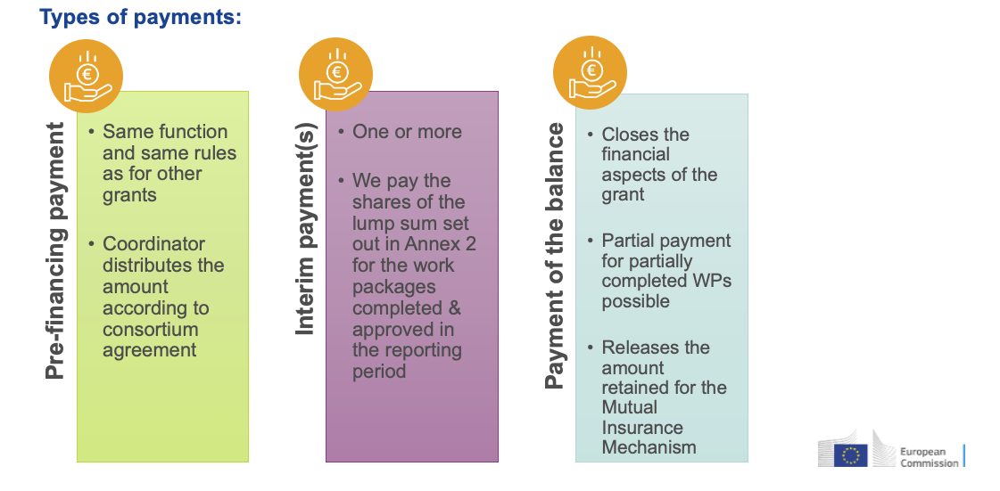 Types of payments:
Pre-financing payment
• Same function
and same rules
as for other
grants
• Coordinator
distributes the
amount
according to
consortium
agreement
Interim payment(s)
• One or more
• We pay the
shares of the
lump sum set
out in Annex 2
for the work
packages
completed &
approved in
the reporting
period
Payment of the balance
• Closes the
financial
aspects of the
grant
• Partial payment
for partially
completed WPs
possible
• Releases the
amount
retained for the
Mutual
Insurance
Mechanism
European
Commission